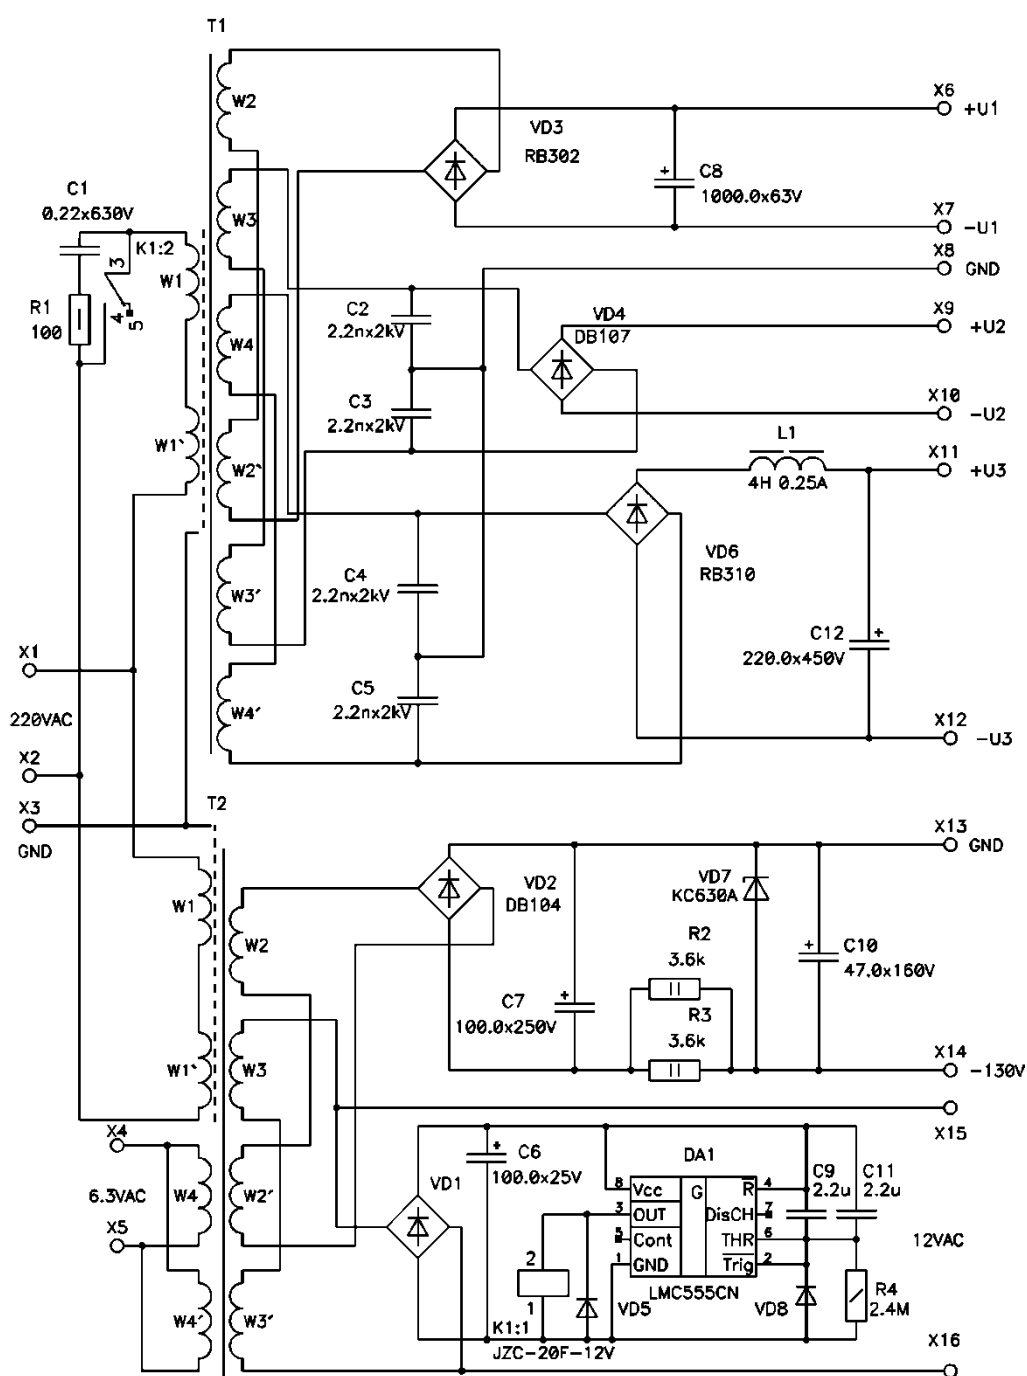 T1
W2
X6
+U1
VD3
RB302
C8
1000.0x63V
C1
0.22x630V
W3
X7
-U1
K1:2
X8
GND
3
W1
R1
100
4
5
C2
2.2nx2kV
VD4
DB107
X9
+U2
W4
C3
2.2nx2kV
X10
-U2
W1`
W2`
L1
4H 0.25A
X11
+U3
VD6
RB310
C4
2.2nx2kV
W3'
C12
220.0x450V
X1
C5
2.2nx2kV
W4'
220VAC
X12
-U3
X2
X3
GND
T2
X13
GND
W1
VD2
DB104
VD7
KC630A
W2
R2
3.6k
C10
47.0x160V
C7
100.0x250V
R3
3.6k
W1`
W3
X14
-130V
X4
X15
C6
100.0x25V
DA1
C9
2.2u
C11
2.2u
6.3VAC
W4
W2'
VD1
8
Vcc
G
R
4
3
OUT
DisCH
7
X5
5
Cont
THR
6
12VAC
1
GND
Trig
2
2
LMC555CN
1
VD5
VD8
R4
2.4M
W4'
W3'
K1:1
JZC-20F-12V
X16